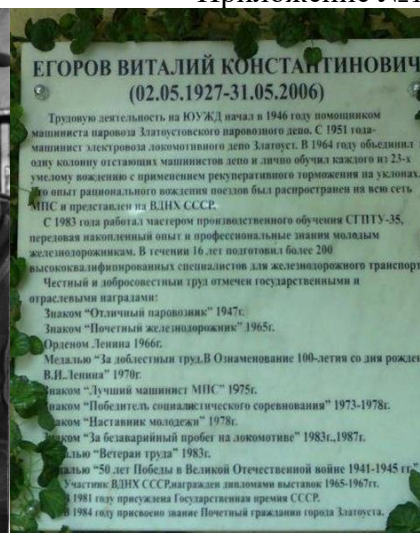 Приложение №1
ЕГОРОВ ВИТАЛИЙ КОНСТАНТИНОВИЧ
(02.05.1927-31.05.2006)
Трудовую деятельность на ЮУЖД начал в 1946 году помощником
машиниста паровоза Златоустовского паровозного депо. С 1951 года-
машинист электровоза локомотивного депо Златоуст. В 1964 году объединил
одну колонну отстающих машинистов депо и лично обучил каждого из 23-х
умелому вождению с применением рекуперативного торможения на уклонах.
Его опыт рационального вождения поездов был распространен на всю сеть
МПС и представлен на ВДНХ СССР.
С 1983 года работал мастером производственного обучения СГПТУ-35,
передовая накопленный опыт и профессиональные знания молодым
железнодорожникам. В течении 16 лет подготовил более 200
высококвалифицированных специалистов для железнодорожного транспорт
Честный и добросовестный труд отмечен государственными и
отраслевыми наградами:
Знаком "Отличный паровозник" 1947г.
Знаком "Почетный железнодорожник" 1965г.
Орденом Ленина 1966г.
Медалью "За доблестный труд.В Ознаменование 100-летия со дня рожден
В.И.Ленина" 1970г.
Знаком "Лучший машинист МПС" 1975г.
Знаком "Победитель социалистического соревнования" 1973-1978г.
Знаком "Наставник молодежи" 1978г.
Знаком "За безаварийный пробег на локомотиве" 1983г.,1987г.
алью "Ветеран труда" 1983г.
Медалью "50 лет Победы в Великой Отечественной войне 1941-1945 гг."
Участник ВДНХ СССР,награжден дипломами выставок 1965-1967гг.
В 1981 году присуждена Государственная премия СССР.
В 1984 году присвоено звание Почетный гражданин города Златоуста.